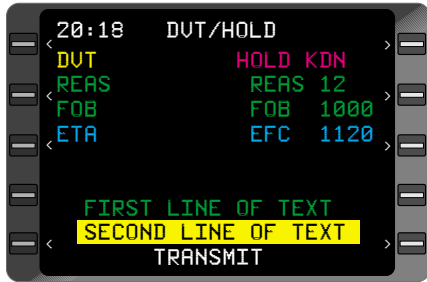 20:18 DVT/HOLD
DVT HOLD KDN
REAS REAS 12
FOB FOB 1000
ETA EFC 1120
FIRST LINE OF TEXT
SECOND LINE OF TEXT
TRANSMIT